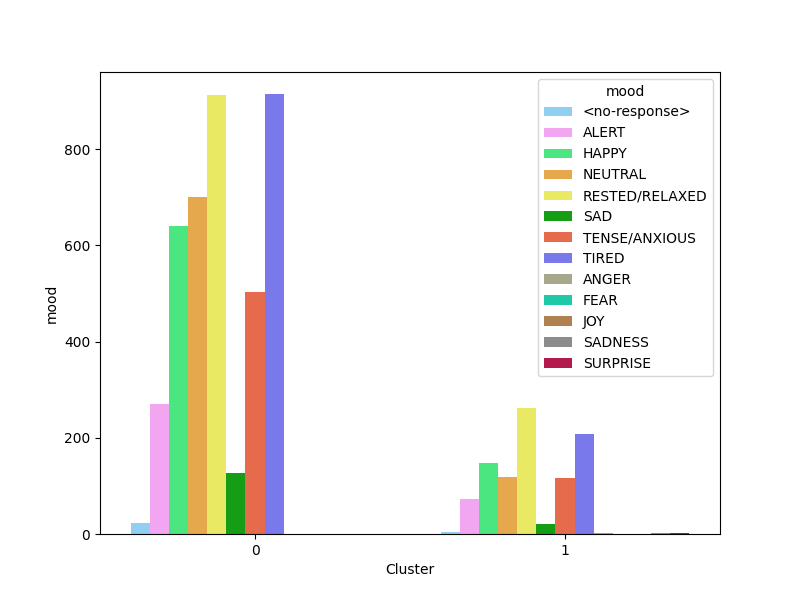 mood
<no-response>
ALERT
HAPPY
NEUTRAL
RESTED/RELAXED
SAD
TENSE/ANXIOUS
TIRED
ANGER
FEAR
JOY
SADNESS
SURPRISE
800
600
400
200
0
mood
0
1
Cluster